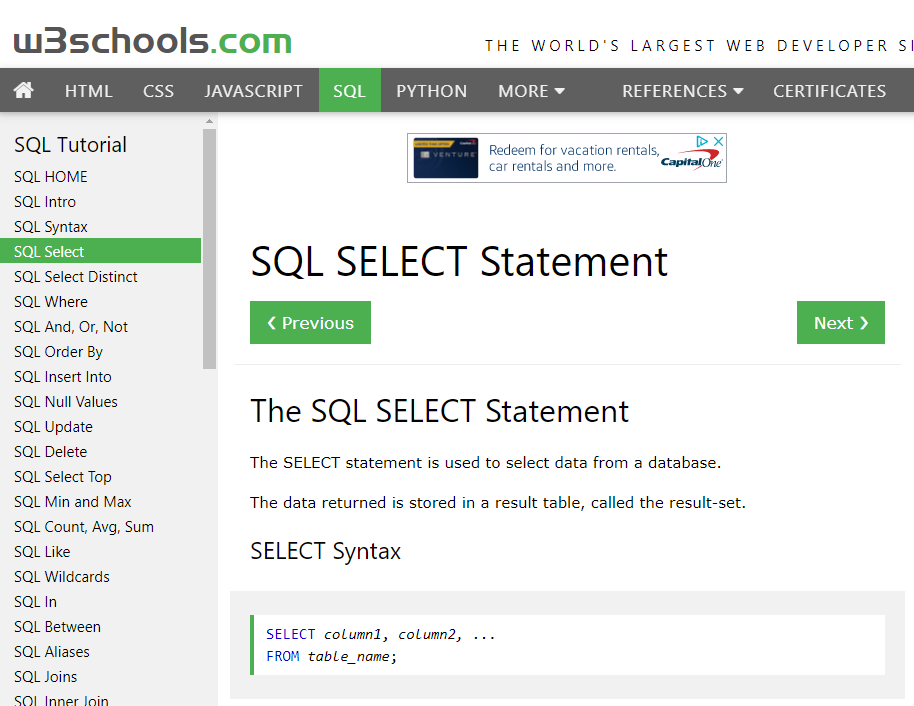 w3schools.com
THE WORLD'S LARGEST WEB DEVELOPER
HTML CSS JAVASCRIPT SQL PYTHON MORE REFERENCES CERTIFICATES
SQL Tutorial
SQL HOME
SQL Intro
SQL Syntax
SQL Select
SQL Select Distinct
SQL Where
SQL And, Or, Not
SQL Order By
SQL Insert Into
SQL Null Values
SQL Update
SQL Delete
SQL Select Top
SQL Min and Max
SQL Count, Avg, Sum
SQL Like
SQL Wildcards
SQL In
SQL Between
SQL Aliases
SQL Joins
SQL Inner Join
VENTURE
Redeem for vacation rentals,
car rentals and more.
Capital One
SQL SELECT Statement
❮ Previous
Next ❯
The SQL SELECT Statement
The SELECT statement is used to select data from a database.
The data returned is stored in a result table, called the result-set.
SELECT Syntax
SELECT column1, column2, ...
FROM table_name;